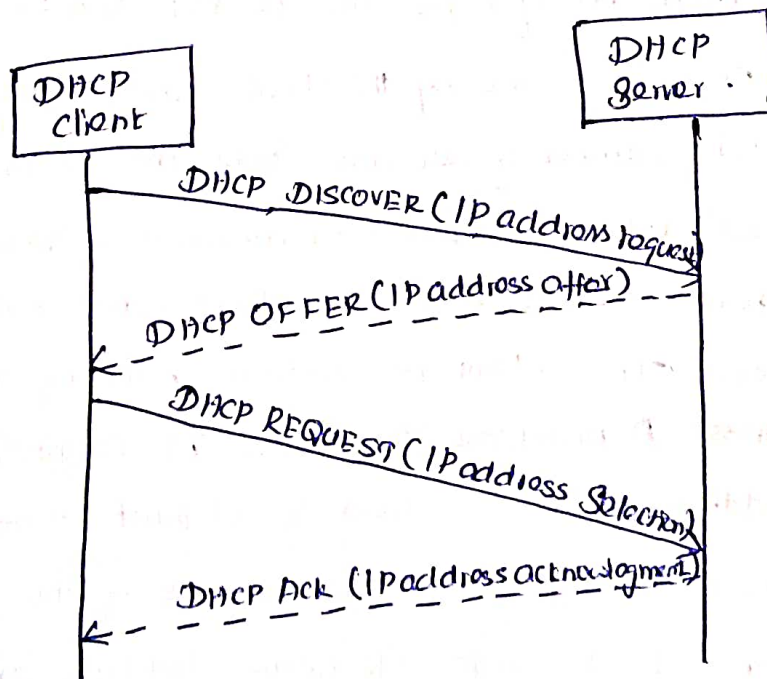 DHCP
Client
DHCP
Server
DHCP DISCOVER (IP address request)
DHCP OFFER (IP address offer)
DHCP REQUEST (IP address Selection)
DHCP Ack (IP address acknowlogment)